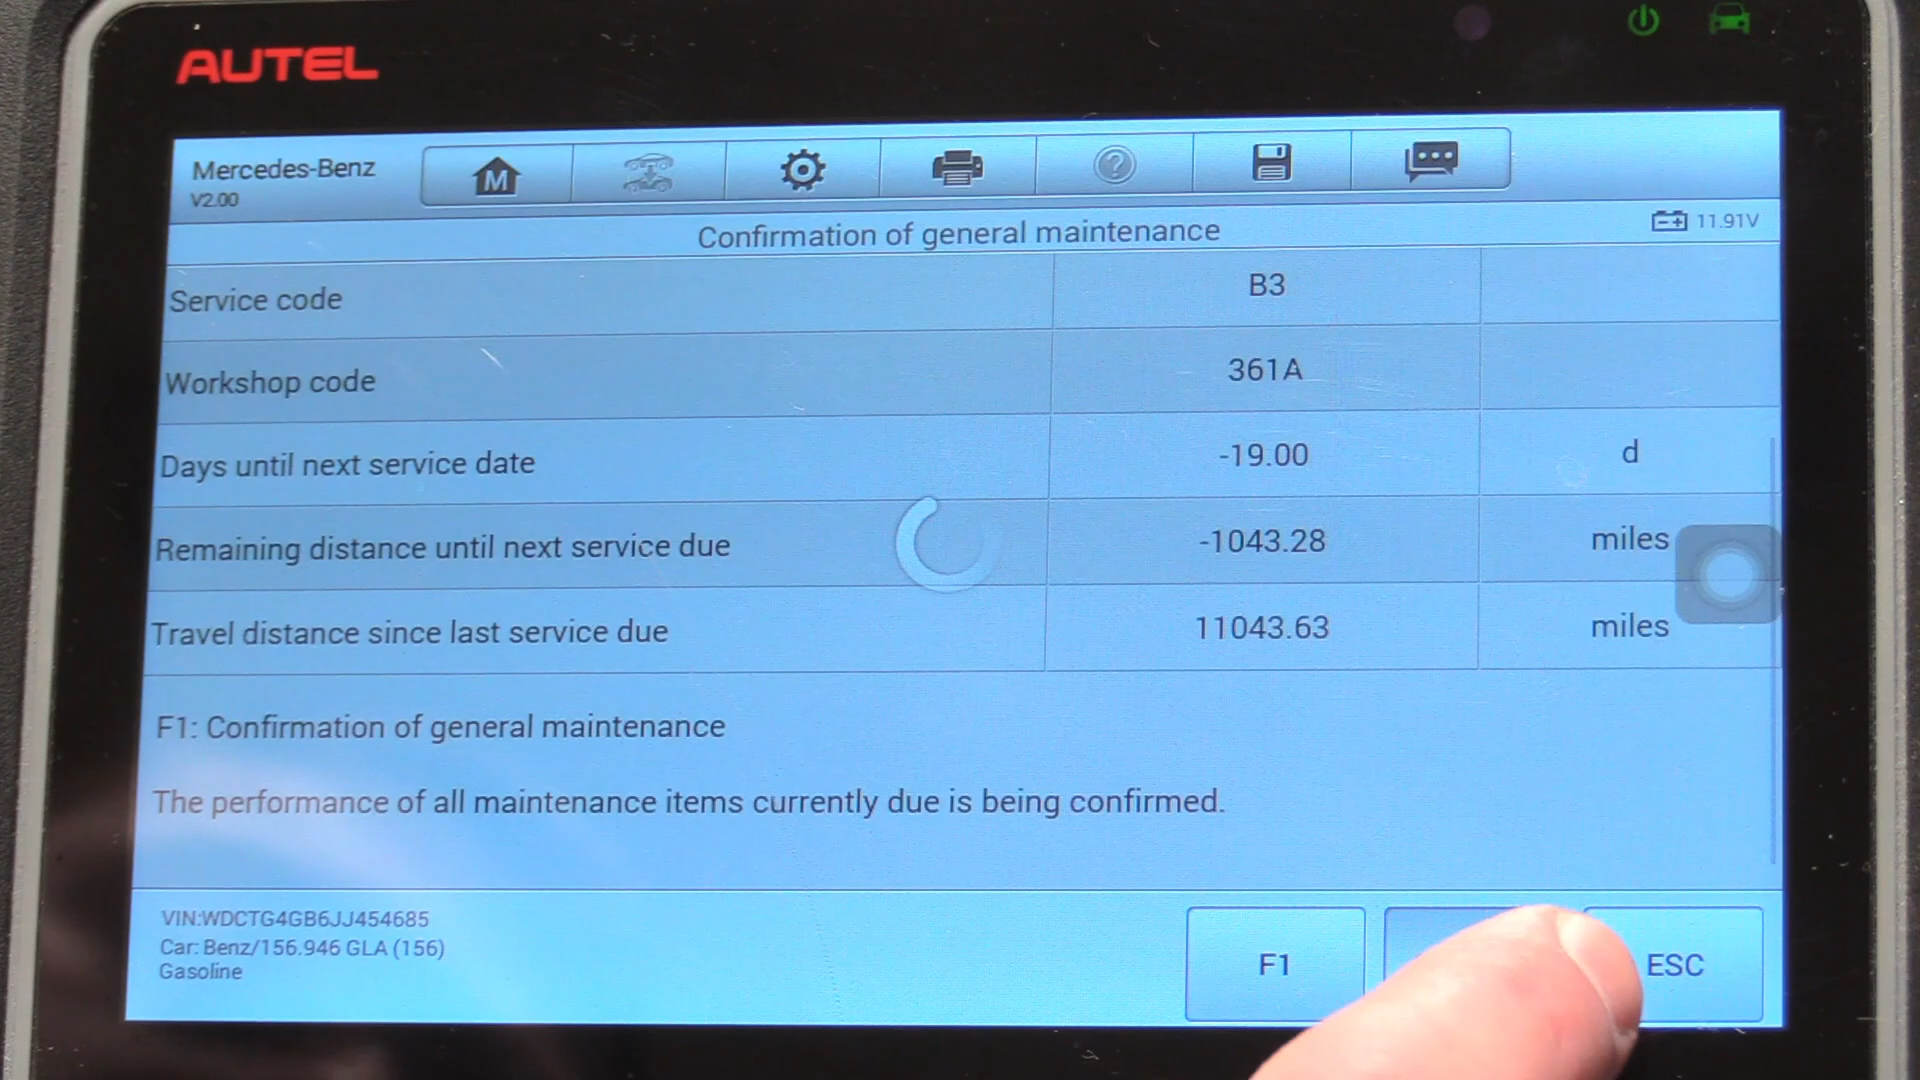 AUTEL
Mercedes-Benz
V2.00
M
?
Confirmation of general maintenance
11.91V
Service code B3
Workshop code 361A
Days until next service date -19.00 d
Remaining distance until next service due -1043.28 miles
Travel distance since last service due 11043.63 miles
F1: Confirmation of general maintenance
The performance of all maintenance items currently due is being confirmed.
VIN:WDCTG4GB6JJ454685
Car: Benz/156.946 GLA (156)
Gasoline
F1
ESC